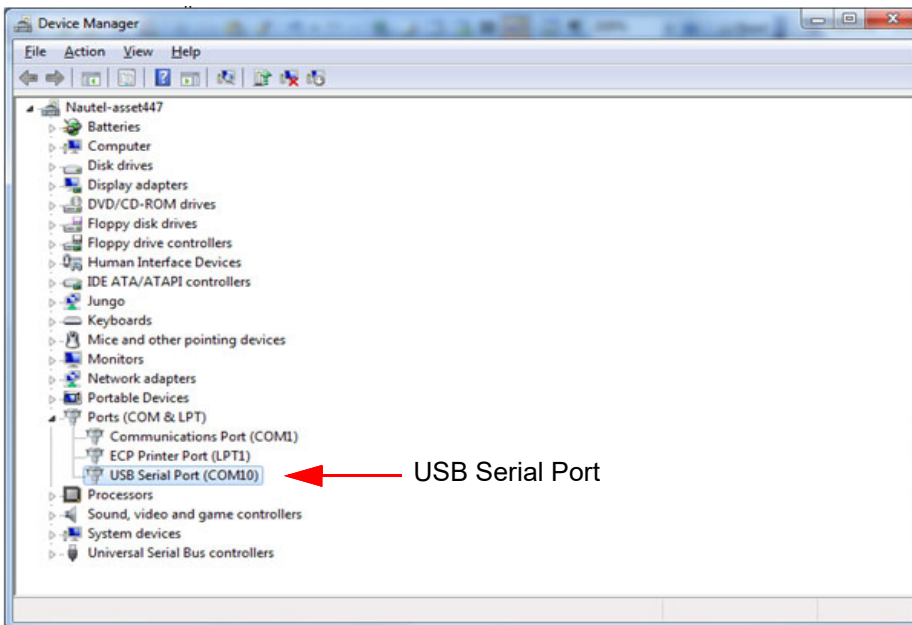 Device Manager
File Action View Help
Nautel-asset447
Batteries
Computer
Disk drives
Display adapters
DVD/CD-ROM drives
Floppy disk drives
Floppy drive controllers
Human Interface Devices
IDE ATA/ATAPI controllers
Jungo
Keyboards
Mice and other pointing devices
Monitors
Network adapters
Portable Devices
Ports (COM & LPT)
Communications Port (COM1)
ECP Printer Port (LPT1)
USB Serial Port (COM10) USB Serial Port
Processors
Sound, video and game controllers
System devices
Universal Serial Bus controllers